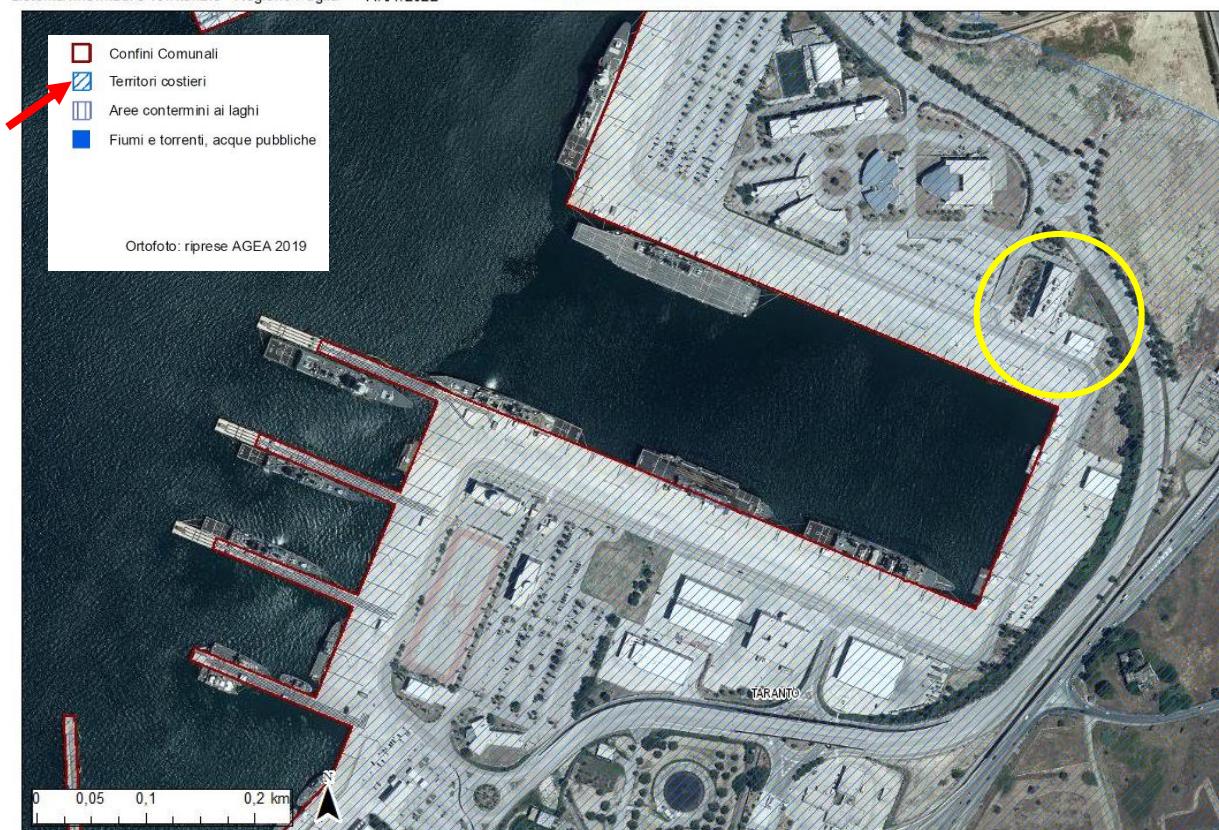 Confini Comunali
Territori costieri
Aree contermini ai laghi
Fiumi e torrenti, acque pubbliche
Ortofoto: riprese AGEA 2019
TARANTO
0 0,05 0,1 0,2 km
N